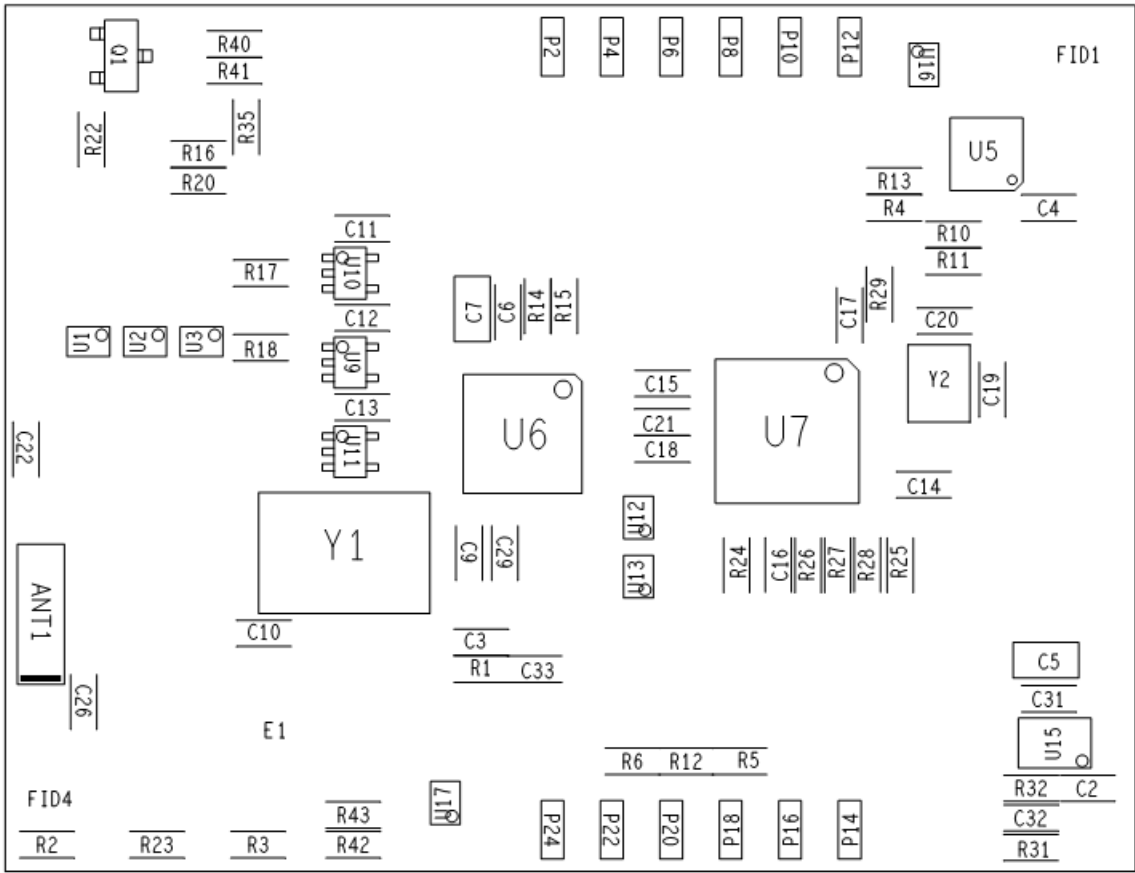 P2
P4
P6
P8
P10
P12
U16
FID1
Q1
R40
R41
R22
R35
R16
R20
U5
R13
R4
C4
C11
R10
R11
R17
U10
C7
C6
R14
R15
C17
R29
C12
C20
U1
U2
U3
R18
U9
C15
Y2
C19
C13
C21
U6
U7
C22
U11
C18
C14
Y1
U12
C9
C29
U13
R24
C16
R26
R27
R28
R25
ANT1
C10
C3
R1
C33
C5
C26
C31
E1
U15
R6
R12
R5
R32
C2
FID4
U17
R43
C32
P24
P22
P20
P18
P16
P14
R2
R23
R3
R42
R31